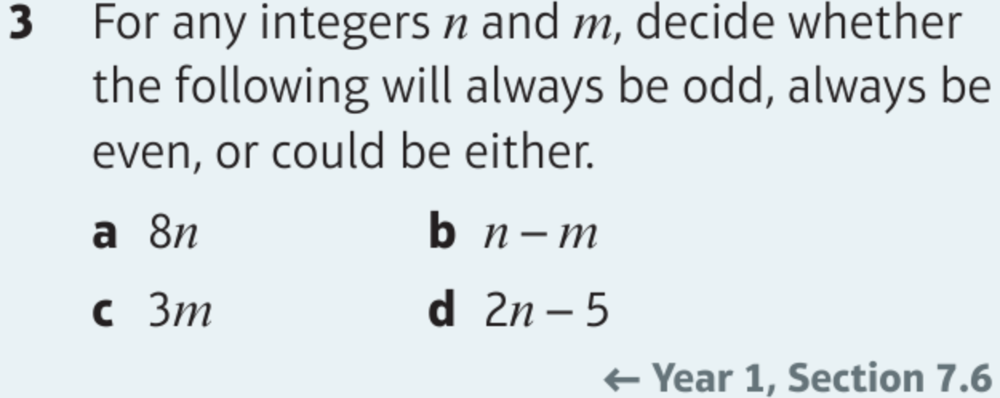 3 For any integers n and m, decide whether
the following will always be odd, always be
even, or could be either.
a 8n b n – m
c 3m d 2n – 5
← Year 1, Section 7.6